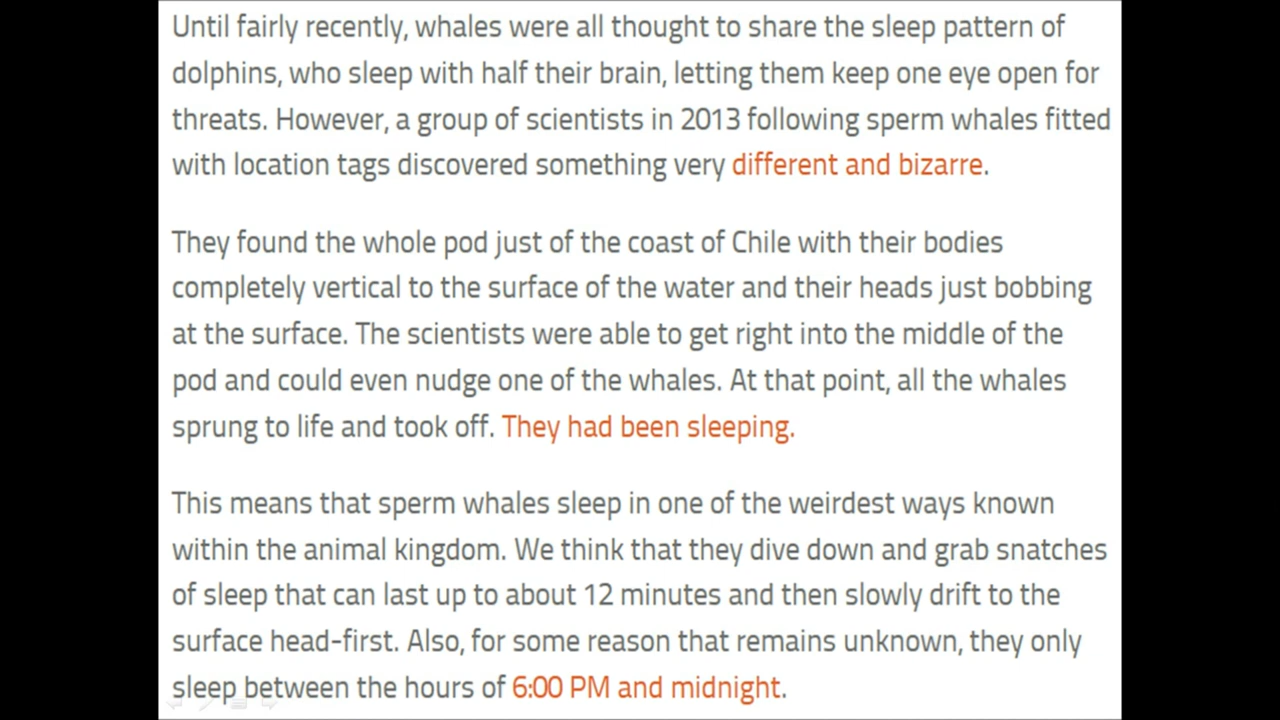 Until fairly recently, whales were all thought to share the sleep pattern of
dolphins, who sleep with half their brain, letting them keep one eye open for
threats. However, a group of scientists in 2013 following sperm whales fitted
with location tags discovered something very different and bizarre.
They found the whole pod just of the coast of Chile with their bodies
completely vertical to the surface of the water and their heads just bobbing
at the surface. The scientists were able to get right into the middle of the
pod and could even nudge one of the whales. At that point, all the whales
sprung to life and took off. They had been sleeping.
This means that sperm whales sleep in one of the weirdest ways known
within the animal kingdom. We think that they dive down and grab snatches
of sleep that can last up to about 12 minutes and then slowly drift to the
surface head-first. Also, for some reason that remains unknown, they only
sleep between the hours of 6:00 PM and midnight.